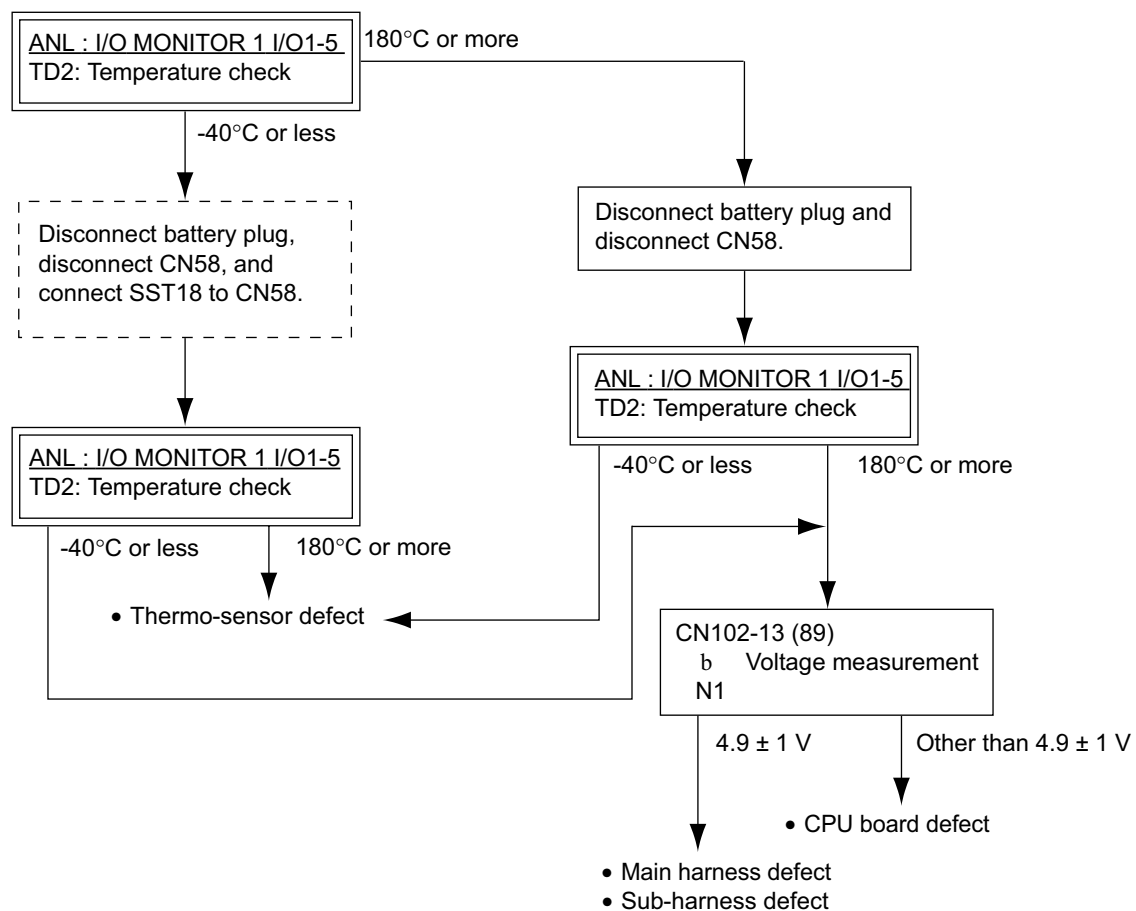 ANL : I/O MONITOR 1 I/O1-5
TD2: Temperature check
180°C or more
-40°C or less
Disconnect battery plug,
disconnect CN58, and
connect SST18 to CN58.
Disconnect battery plug and
disconnect CN58.
ANL : I/O MONITOR 1 I/O1-5
TD2: Temperature check
-40°C or less
180°C or more
ANL : I/O MONITOR 1 I/O1-5
TD2: Temperature check
-40°C or less
180°C or more
• Thermo-sensor defect
CN102-13 (89)
b Voltage measurement
N1
4.9 ± 1 V
Other than 4.9 ± 1 V
• CPU board defect
• Main harness defect
• Sub-harness defect